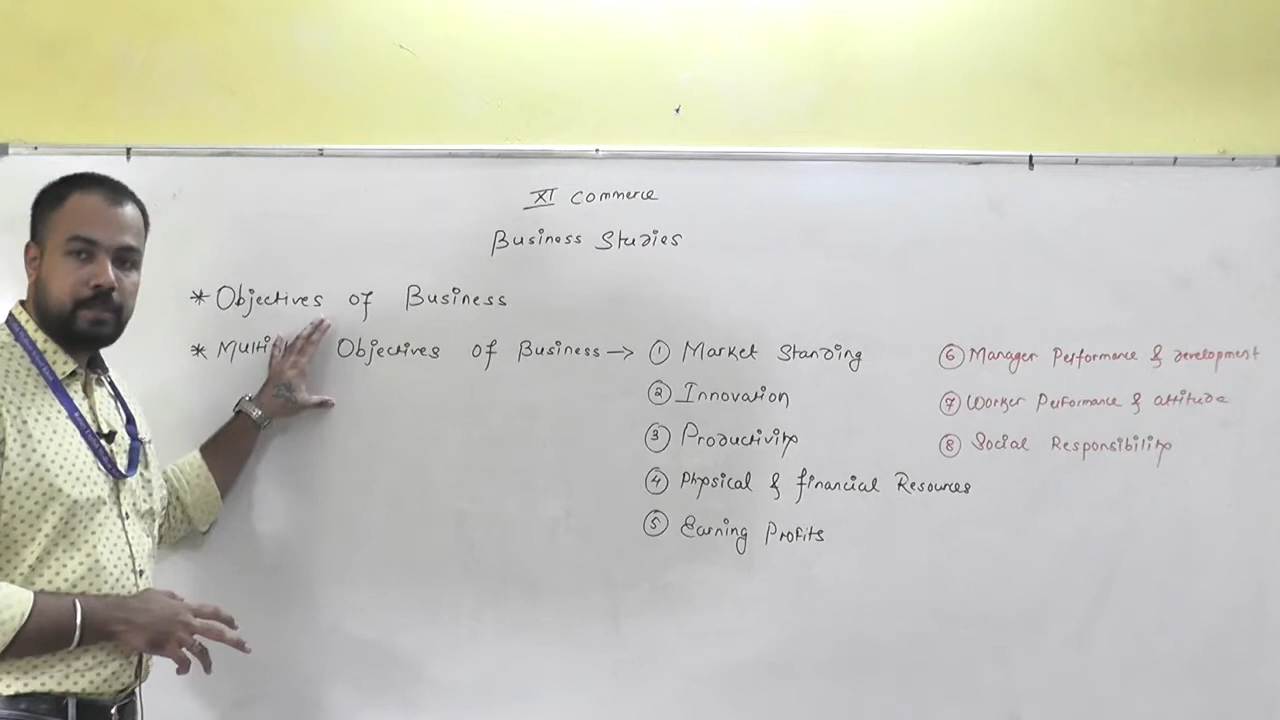 XI Commerce
Business Studies
* Objectives of Business
* Objectives of Business → ① Market Standing
② Innovation
③ Productivity
④ Physical & financial Resources
⑤ Earning Profits
⑥ Manager Performance & development
⑦ Worker Performance & attitude
⑧ Social Responsibility